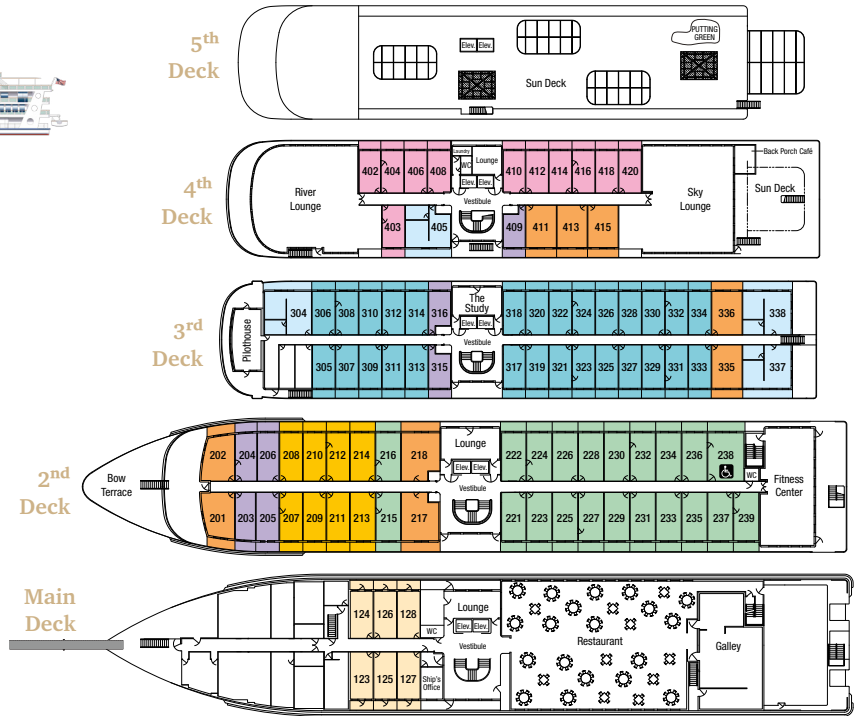 5th
Deck
Elev. Elev.
PUTTING
GREEN
Sun Deck
4th
Deck
River
Lounge
402 404 406 408
Laundry
WC
Lounge
Elev. Elev.
Vestibule
410 412 414 416 418 420
403 405
409 411 413 415
Sky
Lounge
Back Porch Café
Sun Deck
3rd
Deck
Pilothouse
304 306 308 310 312 314 316
The
Study
Elev. Elev.
Vestibule
318 320 322 324 326 328 330 332 334 336 338
305 307 309 311 313 315
317 319 321 323 325 327 329 331 333 335 337
2nd
Deck
Bow
Terrace
202 204 206 208 210 212 214 216 218
Lounge
Elev. Elev.
Vestibule
222 224 226 228 230 232 234 236 238
WC
Fitness
Center
201 203 205 207 209 211 213 215 217
221 223 225 227 229 231 233 235 237 239
Main
Deck
124 126 128
WC
Lounge
Elev. Elev.
Vestibule
123 125 127
Ship's
Office
Restaurant
Galley